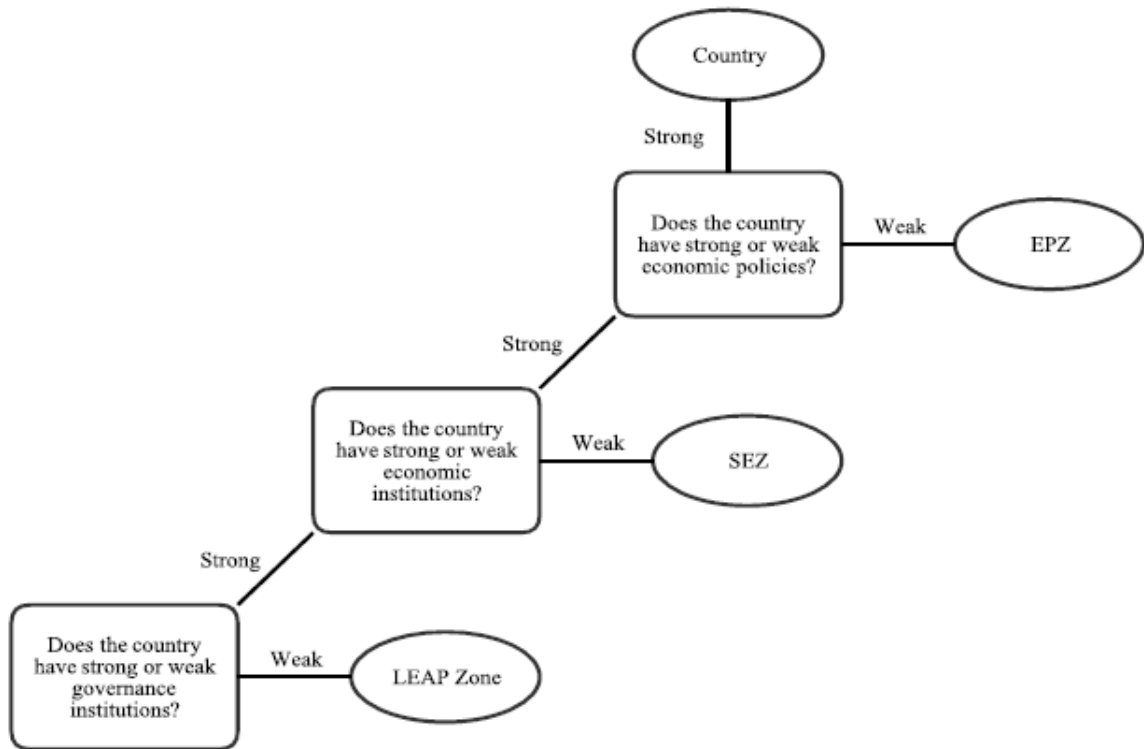 Country
Strong
Does the country
have strong or weak
economic policies?
Weak
EPZ
Strong
Does the country
have strong or weak
economic
institutions?
Weak
SEZ
Strong
Does the country
have strong or weak
governance
institutions?
Weak
LEAP Zone